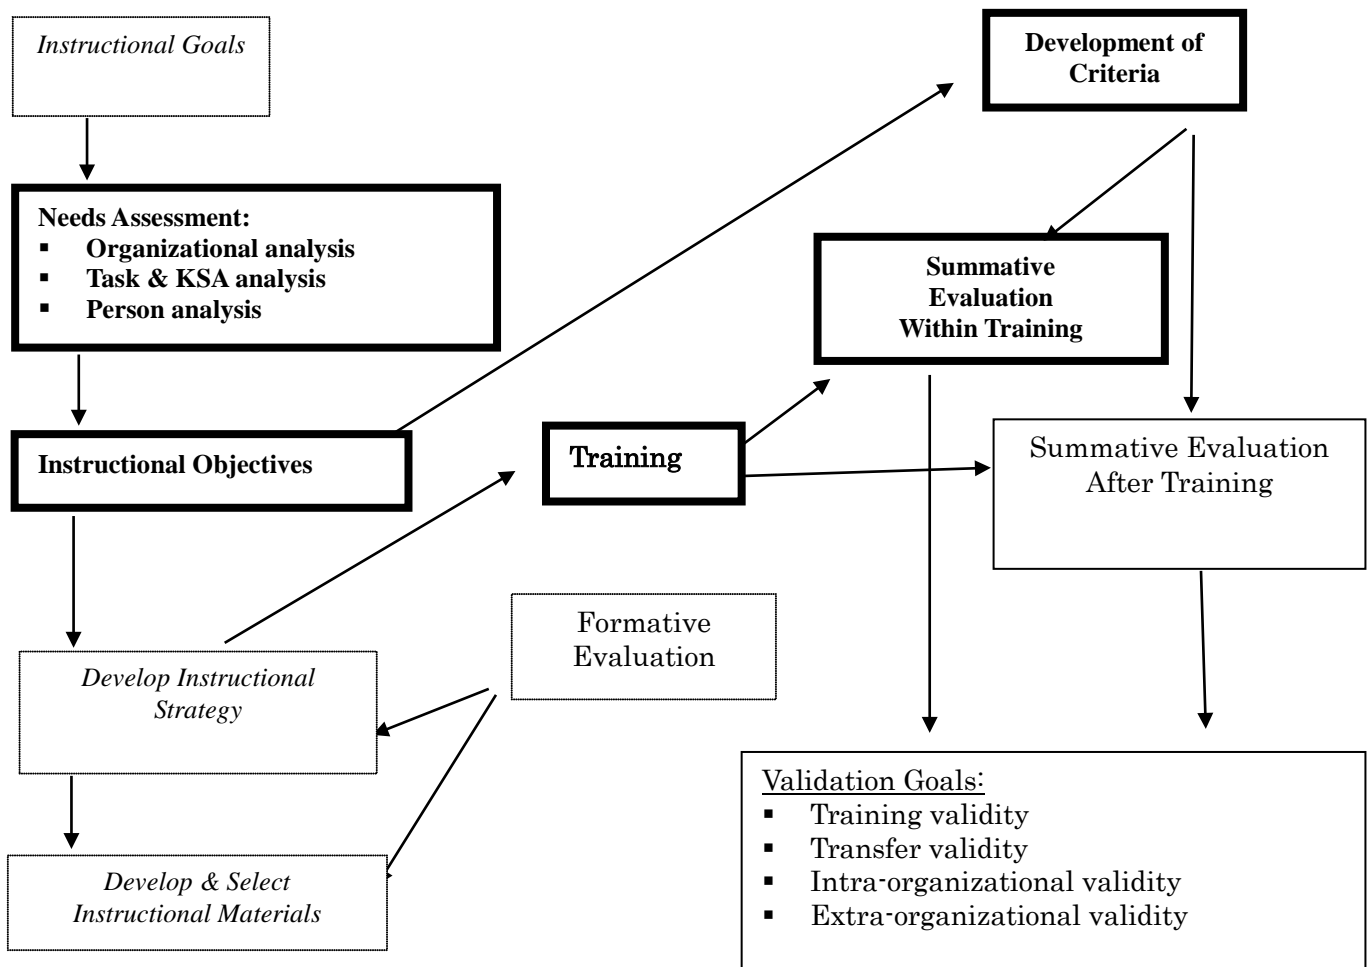 Instructional Goals
Needs Assessment:
▪ Organizational analysis
▪ Task & KSA analysis
▪ Person analysis
Instructional Objectives
Develop Instructional
Strategy
Develop & Select
Instructional Materials
Formative
Evaluation
Training
Development of
Criteria
Summative
Evaluation
Within Training
Summative Evaluation
After Training
Validation Goals:
▪ Training validity
▪ Transfer validity
▪ Intra-organizational validity
▪ Extra-organizational validity